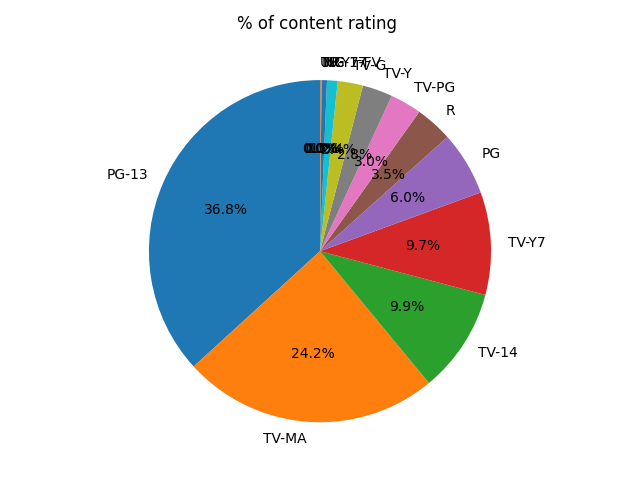 % of content rating
TV-G
TV-Y
TV-PG
R
PG
TV-Y7
TV-14
TV-MA
PG-13
2.8%
3.0%
3.5%
6.0%
9.7%
9.9%
24.2%
36.8%